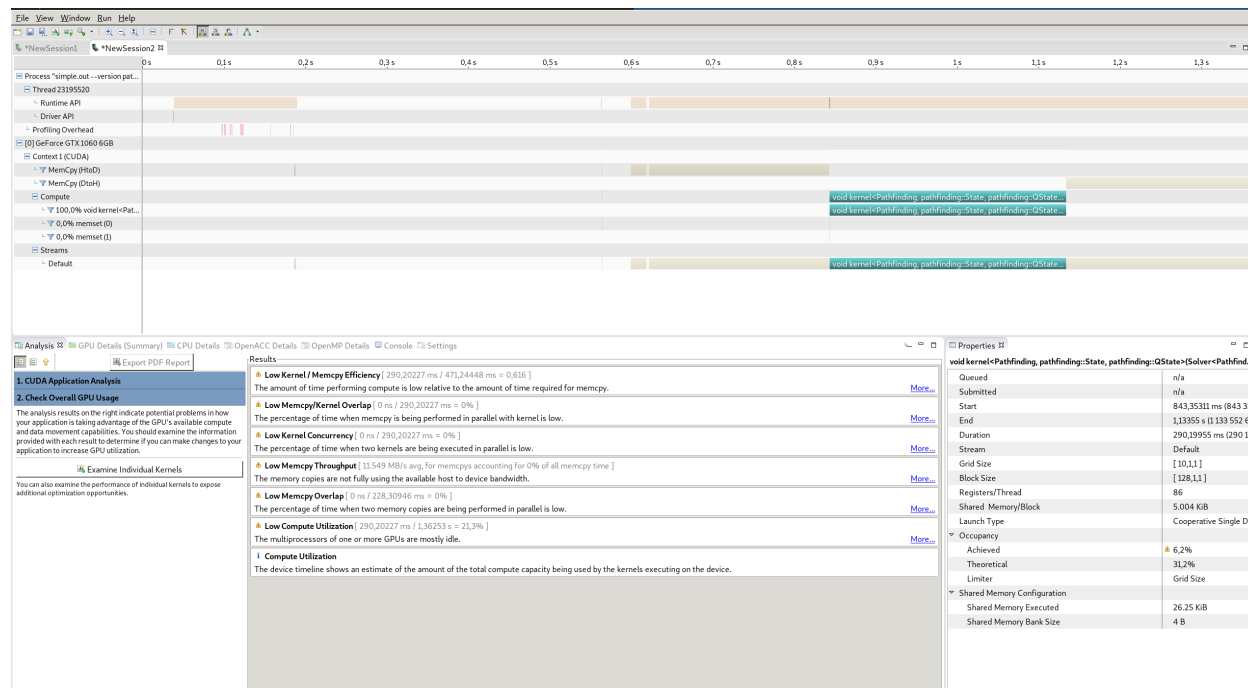 File View Window Run Help
*NewSession1 *NewSession2
0s 0,1s 0,2s 0,3s 0,4s 0,5s 0,6s 0,7s 0,8s 0,9s 1s 1,1s 1,2s 1,3s
Process "simple.out --version pat...
Thread 23195520
Runtime API
Driver API
Profiling Overhead
[0] GeForce GTX 1060 6GB
Context 1 (CUDA)
MemCpy (HtoD)
MemCpy (DtoH)
Compute void kernel<Pathfinding, pathfinding::State, pathfinding::QState...
100,0% void kernel<Pat... void kernel<Pathfinding, pathfinding::State, pathfinding::QState...
0,0% memset (0)
0,0% memset (1)
Streams
Default void kernel<Pathfinding, pathfinding::State, pathfinding::QState...
Analysis GPU Details (Summary) CPU Details OpenACC Details OpenMP Details Console Settings
Export PDF Report
1. CUDA Application Analysis
2. Check Overall GPU Usage
The analysis results on the right indicate potential problems in how
your application is taking advantage of the GPU's available compute
and data movement capabilities. You should examine the information
provided with each result to determine if you can make changes to your
application to increase GPU utilization.
Examine Individual Kernels
You can also examine the performance of individual kernels to expose
additional optimization opportunities.
Results
Low Kernel / Memcpy Efficiency [ 290,20227 ms / 471,24448 ms = 0,616 ]
The amount of time performing compute is low relative to the amount of time required for memcpy. More...
Low Memcpy/Kernel Overlap [ 0 ns / 290,20227 ms = 0% ]
The percentage of time when memcpy is being performed in parallel with kernel is low. More...
Low Kernel Concurrency [ 0 ns / 290,20227 ms = 0% ]
The percentage of time when two kernels are being executed in parallel is low. More...
Low Memcpy Throughput [ 11.549 MB/s avg, for memcpys accounting for 0% of all memcpy time ]
The memory copies are not fully using the available host to device bandwidth. More...
Low Memcpy Overlap [ 0 ns / 228,30946 ms = 0% ]
The percentage of time when two memory copies are being performed in parallel is low. More...
Low Compute Utilization [ 290,20227 ms / 1,36253 s = 21,3% ]
The multiprocessors of one or more GPUs are mostly idle. More...
Compute Utilization
The device timeline shows an estimate of the amount of the total compute capacity being used by the kernels executing on the device.
Properties
void kernel<Pathfinding, pathfinding::State, pathfinding::QState>(Solver<Pathfind.
Queued n/a
Submitted n/a
Start 843,35311 ms (843 3
End 1,13355 s (1 133 552 6
Duration 290,19955 ms (290 1
Stream Default
Grid Size [ 10,1,1 ]
Block Size [ 128,1,1 ]
Registers/Thread 86
Shared Memory/Block 5.004 KiB
Launch Type Cooperative Single D
Occupancy
Achieved 6,2%
Theoretical 31,2%
Limiter Grid Size
Shared Memory Configuration
Shared Memory Executed 26.25 KiB
Shared Memory Bank Size 4 B